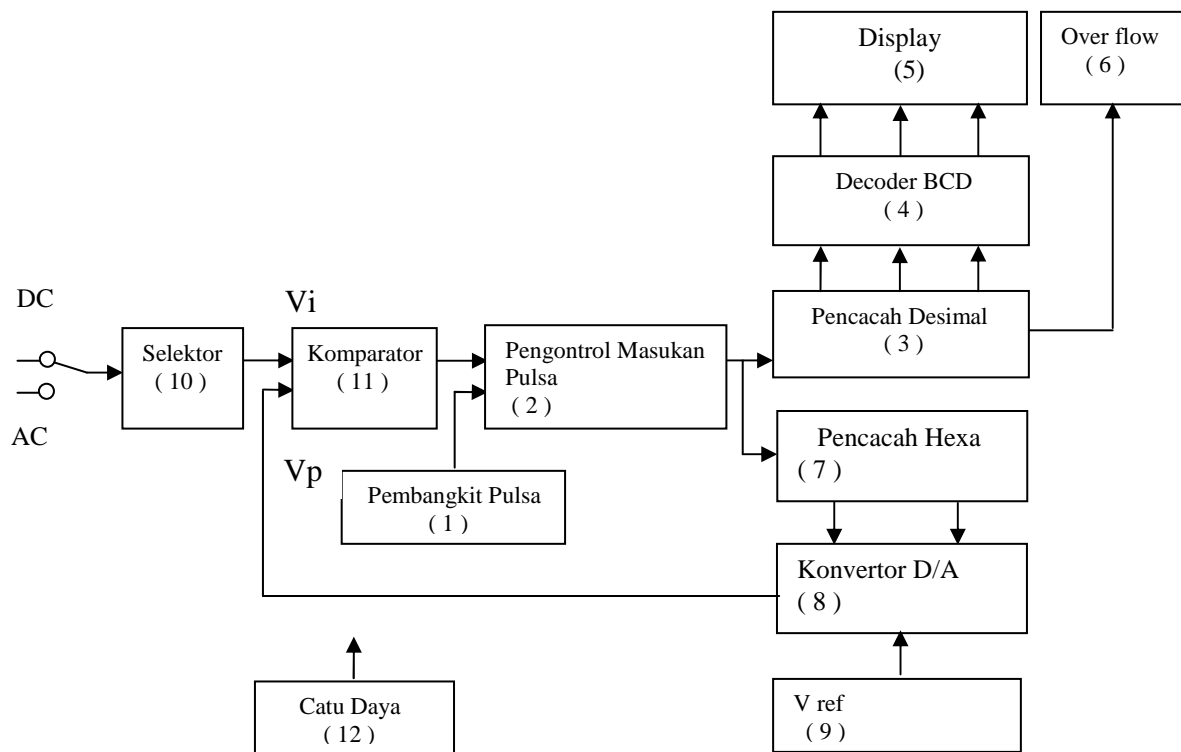 Display
(5)
Over flow
( 6 )
Decoder BCD
( 4 )
DC
Vi
Selektor
( 10 )
Komparator
( 11 )
Pengontrol Masukan
Pulsa
( 2 )
Pencacah Desimal
( 3 )
AC
Vp
Pembangkit Pulsa
( 1 )
Pencacah Hexa
( 7 )
Konvertor D/A
( 8 )
Catu Daya
( 12 )
V ref
( 9 )